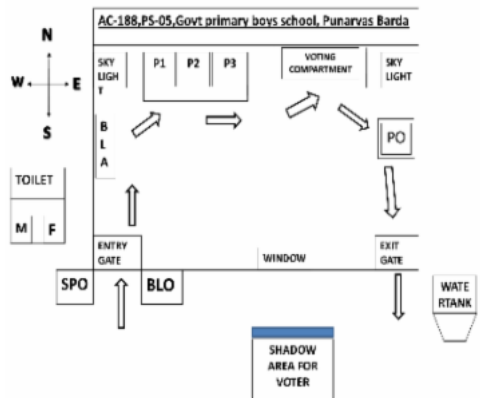 AC-188,PS-05,Govt primary boys school, Punarvas Barda
N
W
E
S
SKY
LIGH
T
P1
P2
P3
VOTING
COMPARTMENT
SKY
LIGHT
B
L
A
PO
TOILET
M
F
ENTRY
GATE
WINDOW
EXIT
GATE
SPO
BLO
WATE
RTANK
SHADOW
AREA FOR
VOTER